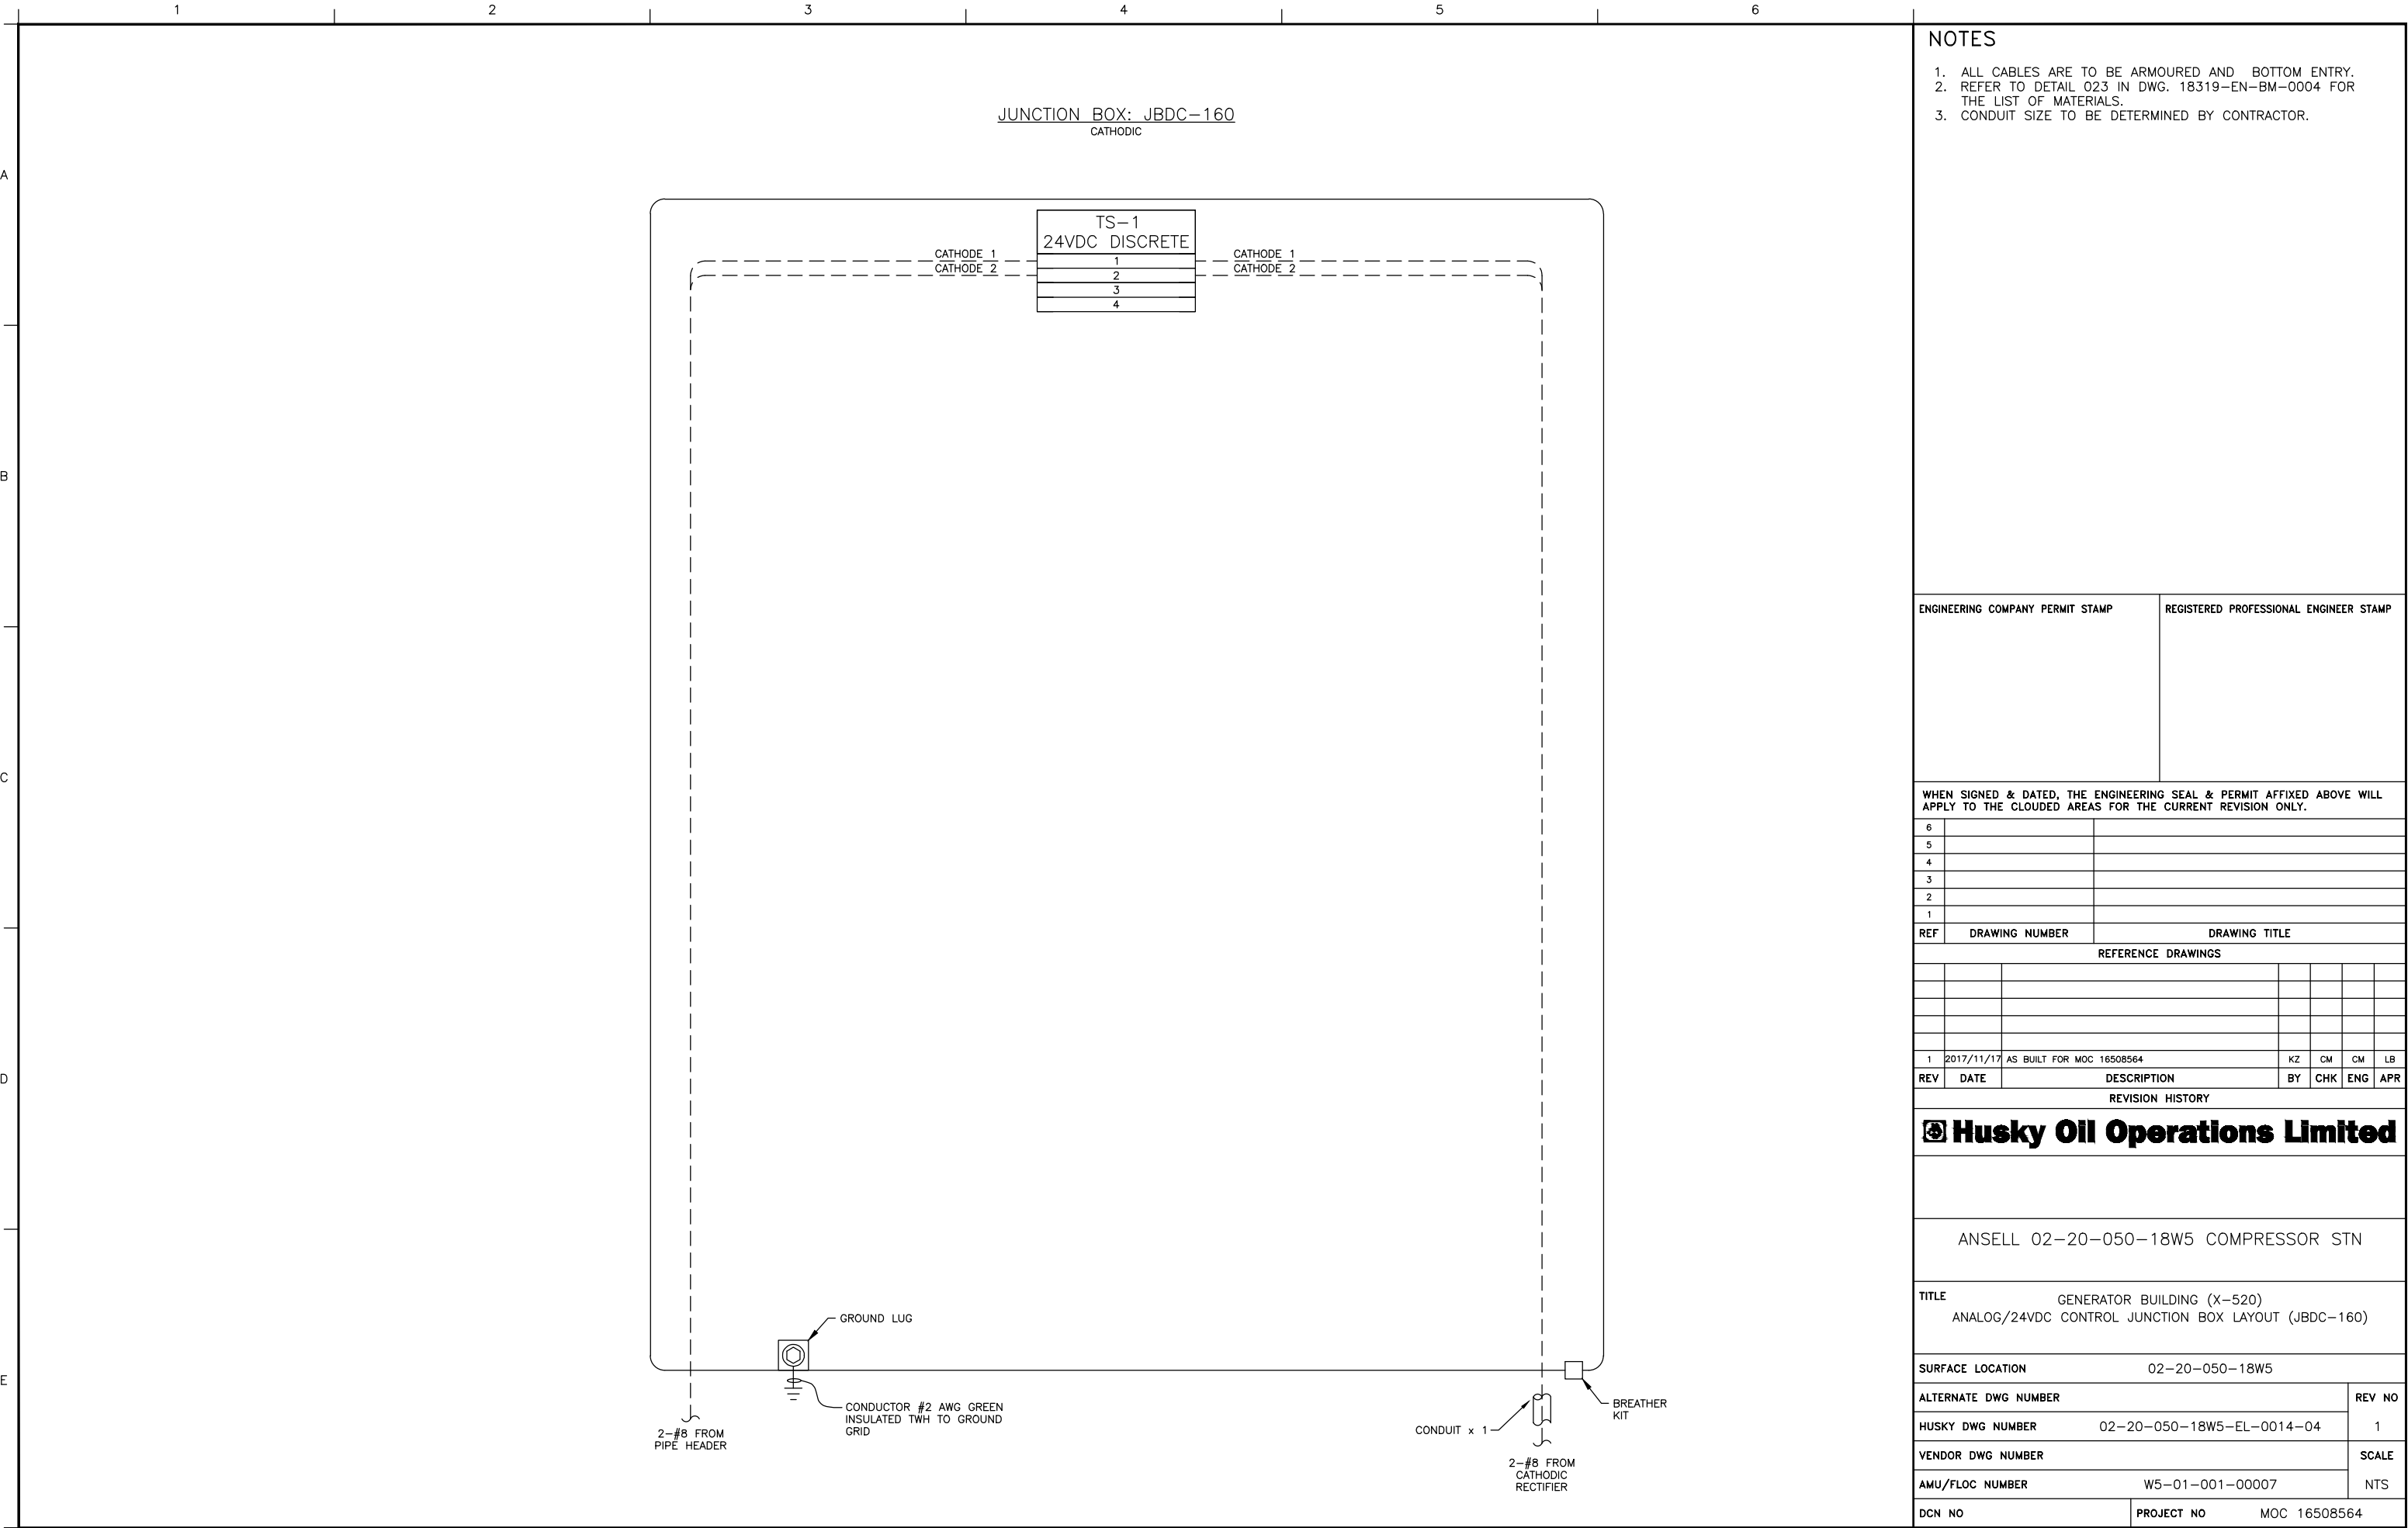 1 2 3 4 5 6
A
B
C
D
E
JUNCTION BOX: JBDC-160
CATHODIC
TS-1
24VDC DISCRETE
CATHODE 1 1 CATHODE 1
CATHODE 2 2 CATHODE 2
3
4
GROUND LUG
CONDUCTOR #2 AWG GREEN
INSULATED TWH TO GROUND
GRID
2-#8 FROM
PIPE HEADER
CONDUIT x 1
2-#8 FROM
CATHODIC
RECTIFIER
BREATHER
KIT
NOTES
1. ALL CABLES ARE TO BE ARMOURED AND BOTTOM ENTRY.
2. REFER TO DETAIL 023 IN DWG. 18319-EN-BM-0004 FOR
THE LIST OF MATERIALS.
3. CONDUIT SIZE TO BE DETERMINED BY CONTRACTOR.
ENGINEERING COMPANY PERMIT STAMP REGISTERED PROFESSIONAL ENGINEER STAMP
WHEN SIGNED & DATED, THE ENGINEERING SEAL & PERMIT AFFIXED ABOVE WILL
APPLY TO THE CLOUDED AREAS FOR THE CURRENT REVISION ONLY.
6
5
4
3
2
1
REF DRAWING NUMBER DRAWING TITLE
REFERENCE DRAWINGS
1 2017/11/17 AS BUILT FOR MOC 16508564 KZ CM CM LB
REV DATE DESCRIPTION BY CHK ENG APR
REVISION HISTORY
Husky Oil Operations Limited
ANSELL 02-20-050-18W5 COMPRESSOR STN
TITLE GENERATOR BUILDING (X-520)
ANALOG/24VDC CONTROL JUNCTION BOX LAYOUT (JBDC-160)
SURFACE LOCATION 02-20-050-18W5
ALTERNATE DWG NUMBER REV NO
HUSKY DWG NUMBER 02-20-050-18W5-EL-0014-04 1
VENDOR DWG NUMBER SCALE
AMU/FLOC NUMBER W5-01-001-00007 NTS
DCN NO PROJECT NO MOC 16508564